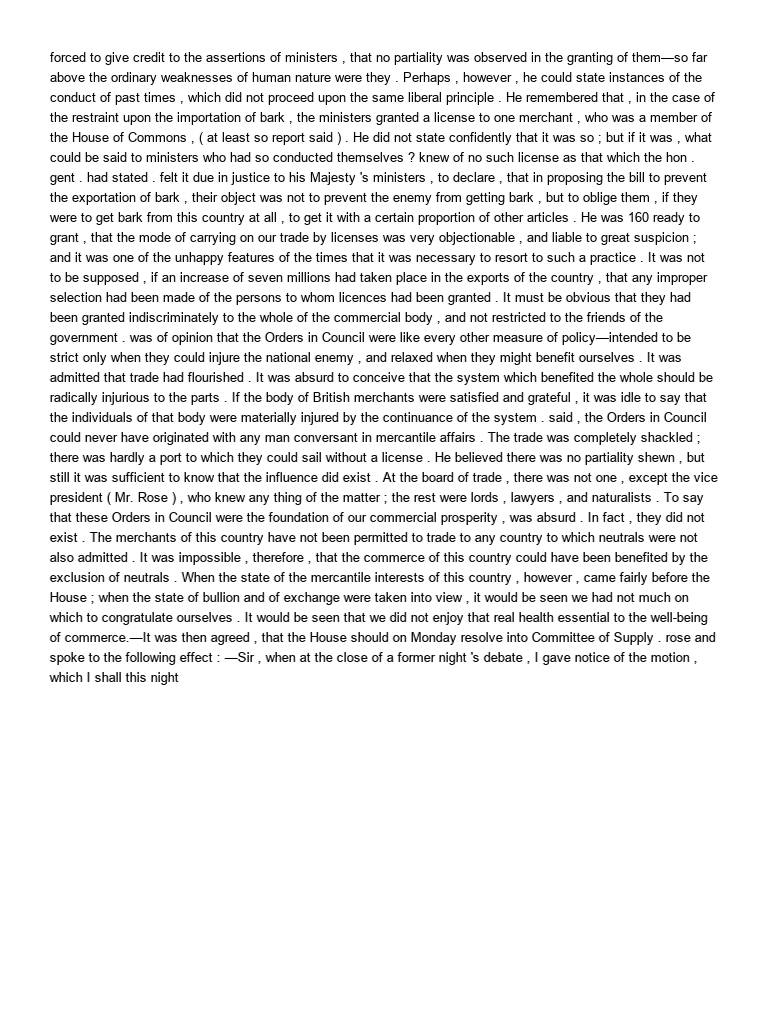 forced to give credit to the assertions of ministers , that no partiality was observed in the granting of them—so far
above the ordinary weaknesses of human nature were they . Perhaps , however , he could state instances of the
conduct of past times , which did not proceed upon the same liberal principle . He remembered that , in the case of
the restraint upon the importation of bark , the ministers granted a license to one merchant , who was a member of
the House of Commons , ( at least so report said ) . He did not state confidently that it was so ; but if it was , what
could be said to ministers who had so conducted themselves ? knew of no such license as that which the hon .
gent . had stated . felt it due in justice to his Majesty 's ministers , to declare , that in proposing the bill to prevent
the exportation of bark , their object was not to prevent the enemy from getting bark , but to oblige them , if they
were to get bark from this country at all , to get it with a certain proportion of other articles . He was 160 ready to
grant , that the mode of carrying on our trade by licenses was very objectionable , and liable to great suspicion ;
and it was one of the unhappy features of the times that it was necessary to resort to such a practice . It was not
to be supposed , if an increase of seven millions had taken place in the exports of the country , that any improper
selection had been made of the persons to whom licences had been granted . It must be obvious that they had
been granted indiscriminately to the whole of the commercial body , and not restricted to the friends of the
government . was of opinion that the Orders in Council were like every other measure of policy—intended to be
strict only when they could injure the national enemy , and relaxed when they might benefit ourselves . It was
admitted that trade had flourished . It was absurd to conceive that the system which benefited the whole should be
radically injurious to the parts . If the body of British merchants were satisfied and grateful , it was idle to say that
the individuals of that body were materially injured by the continuance of the system . said , the Orders in Council
could never have originated with any man conversant in mercantile affairs . The trade was completely shackled ;
there was hardly a port to which they could sail without a license . He believed there was no partiality shewn , but
still it was sufficient to know that the influence did exist . At the board of trade , there was not one , except the vice
president ( Mr. Rose ) , who knew any thing of the matter ; the rest were lords , lawyers , and naturalists . To say
that these Orders in Council were the foundation of our commercial prosperity , was absurd . In fact , they did not
exist . The merchants of this country have not been permitted to trade to any country to which neutrals were not
also admitted . It was impossible , therefore , that the commerce of this country could have been benefited by the
exclusion of neutrals . When the state of the mercantile interests of this country , however , came fairly before the
House ; when the state of bullion and of exchange were taken into view , it would be seen we had not much on
which to congratulate ourselves . It would be seen that we did not enjoy that real health essential to the well-being
of commerce.—It was then agreed , that the House should on Monday resolve into Committee of Supply . rose and
spoke to the following effect : —Sir , when at the close of a former night 's debate , I gave notice of the motion ,
which I shall this night